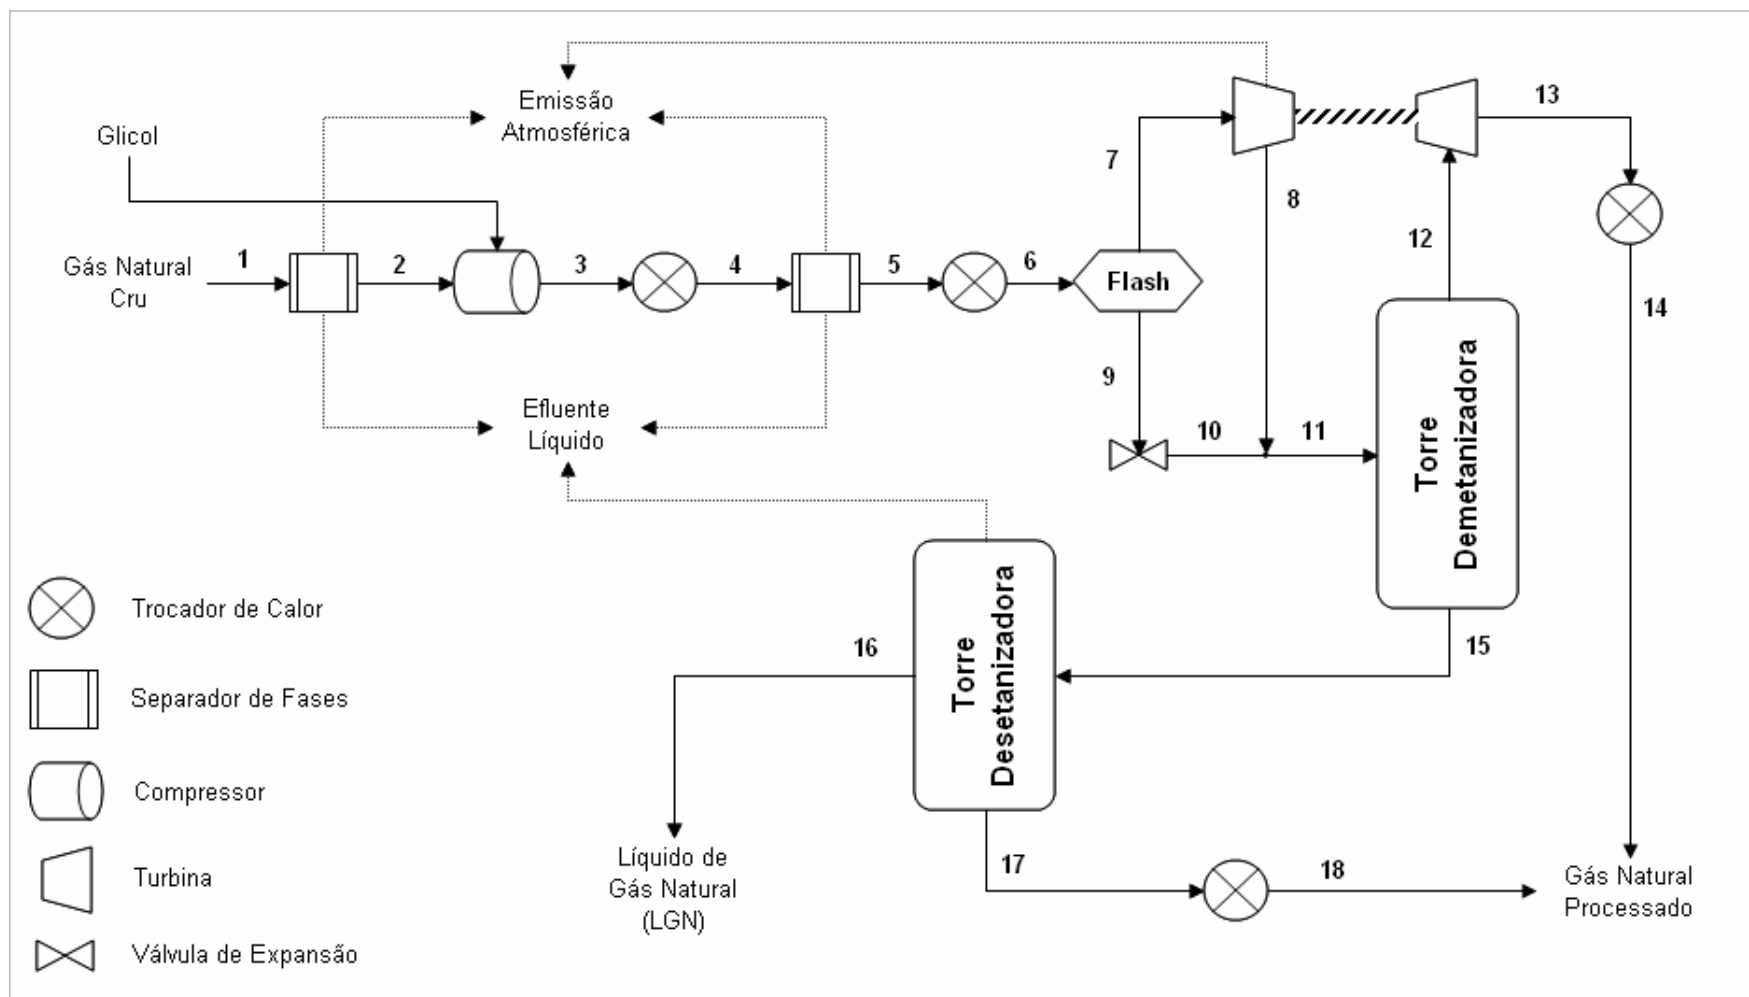 Emissão
Atmosférica
Glicol
13
7
8
12
Gás Natural
Cru
1
2
3
4
5
6
Flash
14
9
Efluente
Líquido
10
11
Torre
Demetanizadora
Torre
Desetanizadora
15
16
Trocador de Calor
Separador de Fases
Compressor
Turbina
Válvula de Expansão
Líquido de
Gás Natural
(LGN)
17
18
Gás Natural
Processado